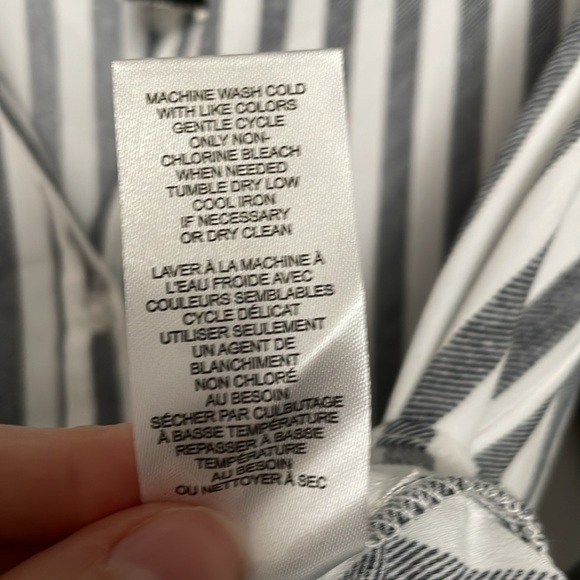 MACHINE WASH COLD
WITH LIKE COLORS
GENTLE CYCLE
ONLY NON-
CHLORINE BLEACH
WHEN NEEDED
TUMBLE DRY LOW
COOL IRON
IF NECESSARY
OR DRY CLEAN
LAVER À LA MACHINE À
L'EAU FROIDE AVEC
COULEURS SEMBLABLES
CYCLE DÉLICAT
UTILISER SEULEMENT
UN AGENT DE
BLANCHIMENT
NON CHLORÉ
AU BESOIN
SÉCHER PAR CULBUTAGE
À BASSE TEMPÉRATURE
REPASSER À BASSE
TEMPÉRATURE
AU BESOIN
OU NETTOYER À SEC